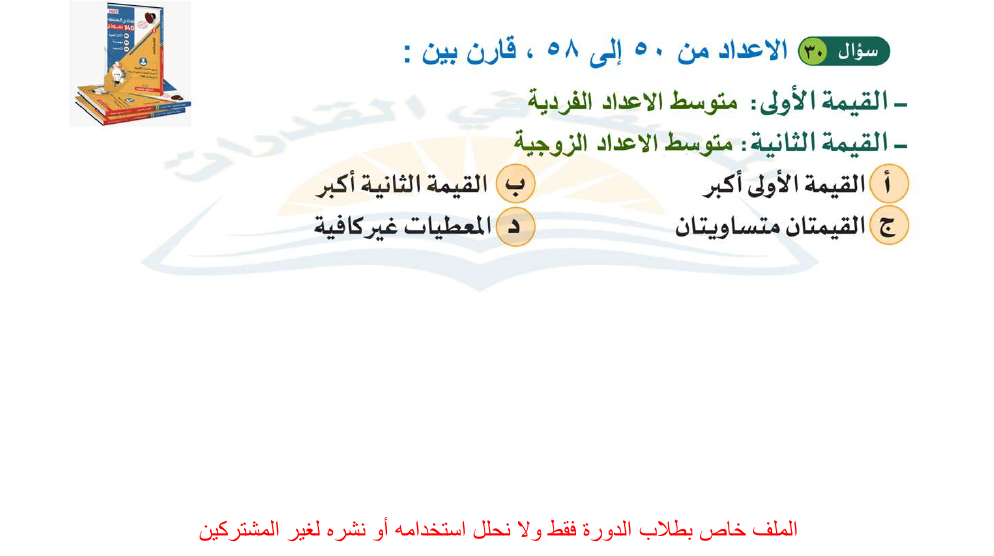 سؤال ٣٠ الاعداد من ٥٠ إلى ٥٨ ، قارن بين :
– القيمة الأولى: متوسط الاعداد الفردية
– القيمة الثانية: متوسط الاعداد الزوجية
أ القيمة الأولى أكبر ب القيمة الثانية أكبر
ج القيمتان متساويتان د المعطيات غير كافية
الملف خاص بطلاب الدورة فقط ولا نحلل استخدامه أو نشره لغير المشتركين